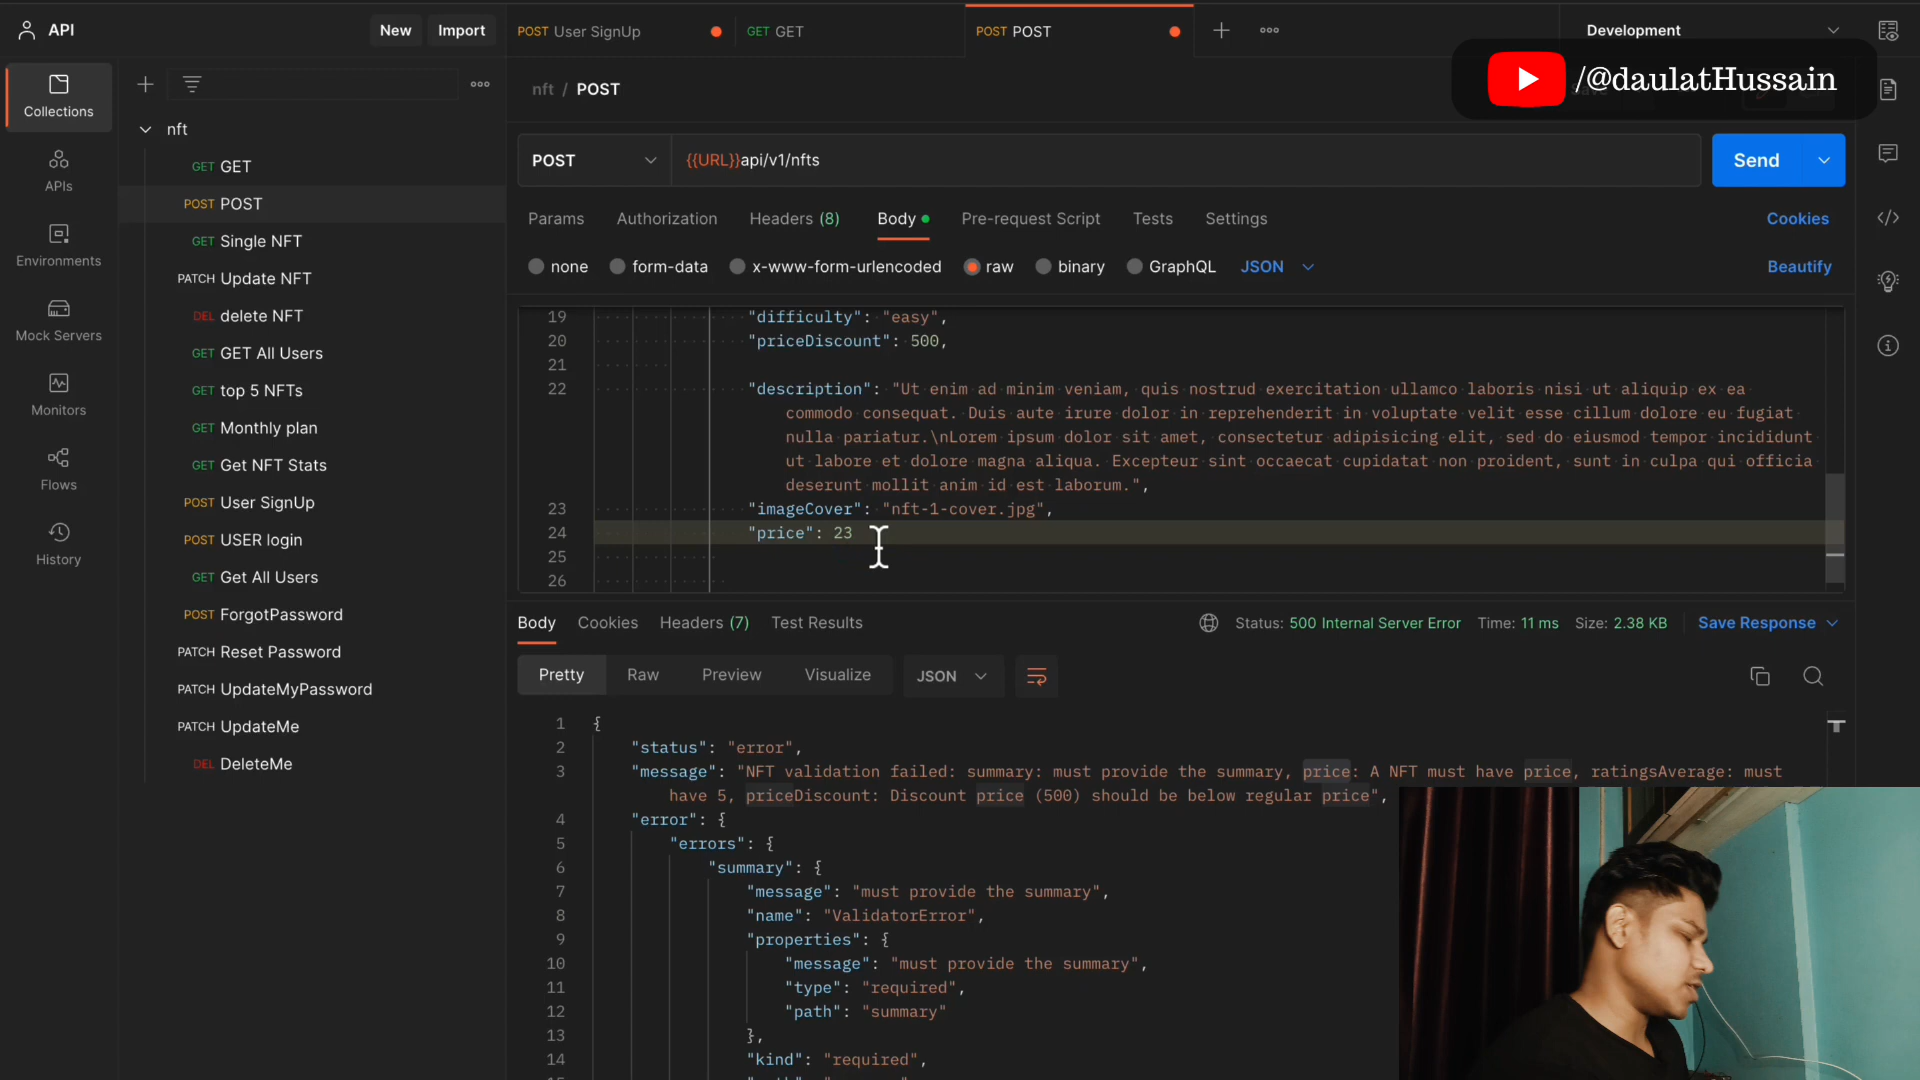 API
New
Import
POST User SignUp
GET GET
POST POST
Development
/@daulatHussain
Collections
nft
nft / POST
GET GET
POST
{{URL}}api/v1/nfts
Send
APIs
POST POST
Params
Authorization
Headers (8)
Body
Pre-request Script
Tests
Settings
Cookies
GET Single NFT
Environments
none
form-data
x-www-form-urlencoded
raw
binary
GraphQL
JSON
Beautify
PATCH Update NFT
DEL delete NFT
Mock Servers
GET GET All Users
GET top 5 NFTs
Monitors
GET Monthly plan
GET Get NFT Stats
Flows
POST User SignUp
POST USER login
History
GET Get All Users
POST ForgotPassword
PATCH Reset Password
PATCH UpdateMyPassword
PATCH UpdateMe
DEL DeleteMe
19 "difficulty": "easy",
20 "priceDiscount": 500,
21
22 "description": "Ut enim ad minim veniam, quis nostrud exercitation ullamco laboris nisi ut aliquip ex ea
commodo consequat. Duis aute irure dolor in reprehenderit in voluptate velit esse cillum dolore eu fugiat
nulla pariatur.\nLorem ipsum dolor sit amet, consectetur adipisicing elit, sed do eiusmod tempor incididunt
ut labore et dolore magna aliqua. Excepteur sint occaecat cupidatat non proident, sunt in culpa qui officia
deserunt mollit anim id est laborum.",
23 "imageCover": "nft-1-cover.jpg",
24 "price": 23
25
26
Body
Cookies
Headers (7)
Test Results
Status: 500 Internal Server Error
Time: 11 ms
Size: 2.38 KB
Save Response
Pretty
Raw
Preview
Visualize
JSON
1 {
2 "status": "error",
3 "message": "NFT validation failed: summary: must provide the summary, price: A NFT must have price, ratingsAverage: must
have 5, priceDiscount: Discount price (500) should be below regular price",
4 "error": {
5 "errors": {
6 "summary": {
7 "message": "must provide the summary",
8 "name": "ValidatorError",
9 "properties": {
10 "message": "must provide the summary",
11 "type": "required",
12 "path": "summary"
13 },
14 "kind": "required",